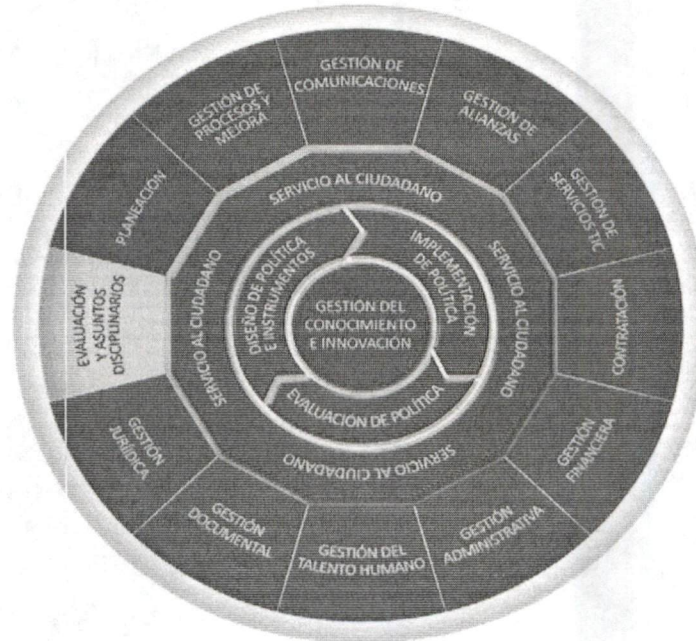 GESTIÓN DE
COMUNICACIONES
GESTIÓN DE
ALIANZAS
GESTIÓN DE
SERVICIOS TIC
CONTRATACIÓN
GESTIÓN
FINANCIERA
GESTIÓN
ADMINISTRATIVA
GESTIÓN DEL
TALENTO HUMANO
GESTIÓN
DOCUMENTAL
GESTIÓN
JURÍDICA
EVALUACIÓN
Y ASUNTOS
DISCIPLINARIOS
PLANEACIÓN
GESTIÓN DE
PROCESOS Y
MEJORA
SERVICIO AL CIUDADANO
SERVICIO AL CIUDADANO
SERVICIO AL CIUDADANO
SERVICIO AL CIUDADANO
DISEÑO DE POLÍTICA
E INSTRUMENTOS
IMPLEMENTACIÓN
DE POLÍTICA
EVALUACIÓN DE POLÍTICA
GESTIÓN DEL
CONOCIMIENTO
E INNOVACIÓN